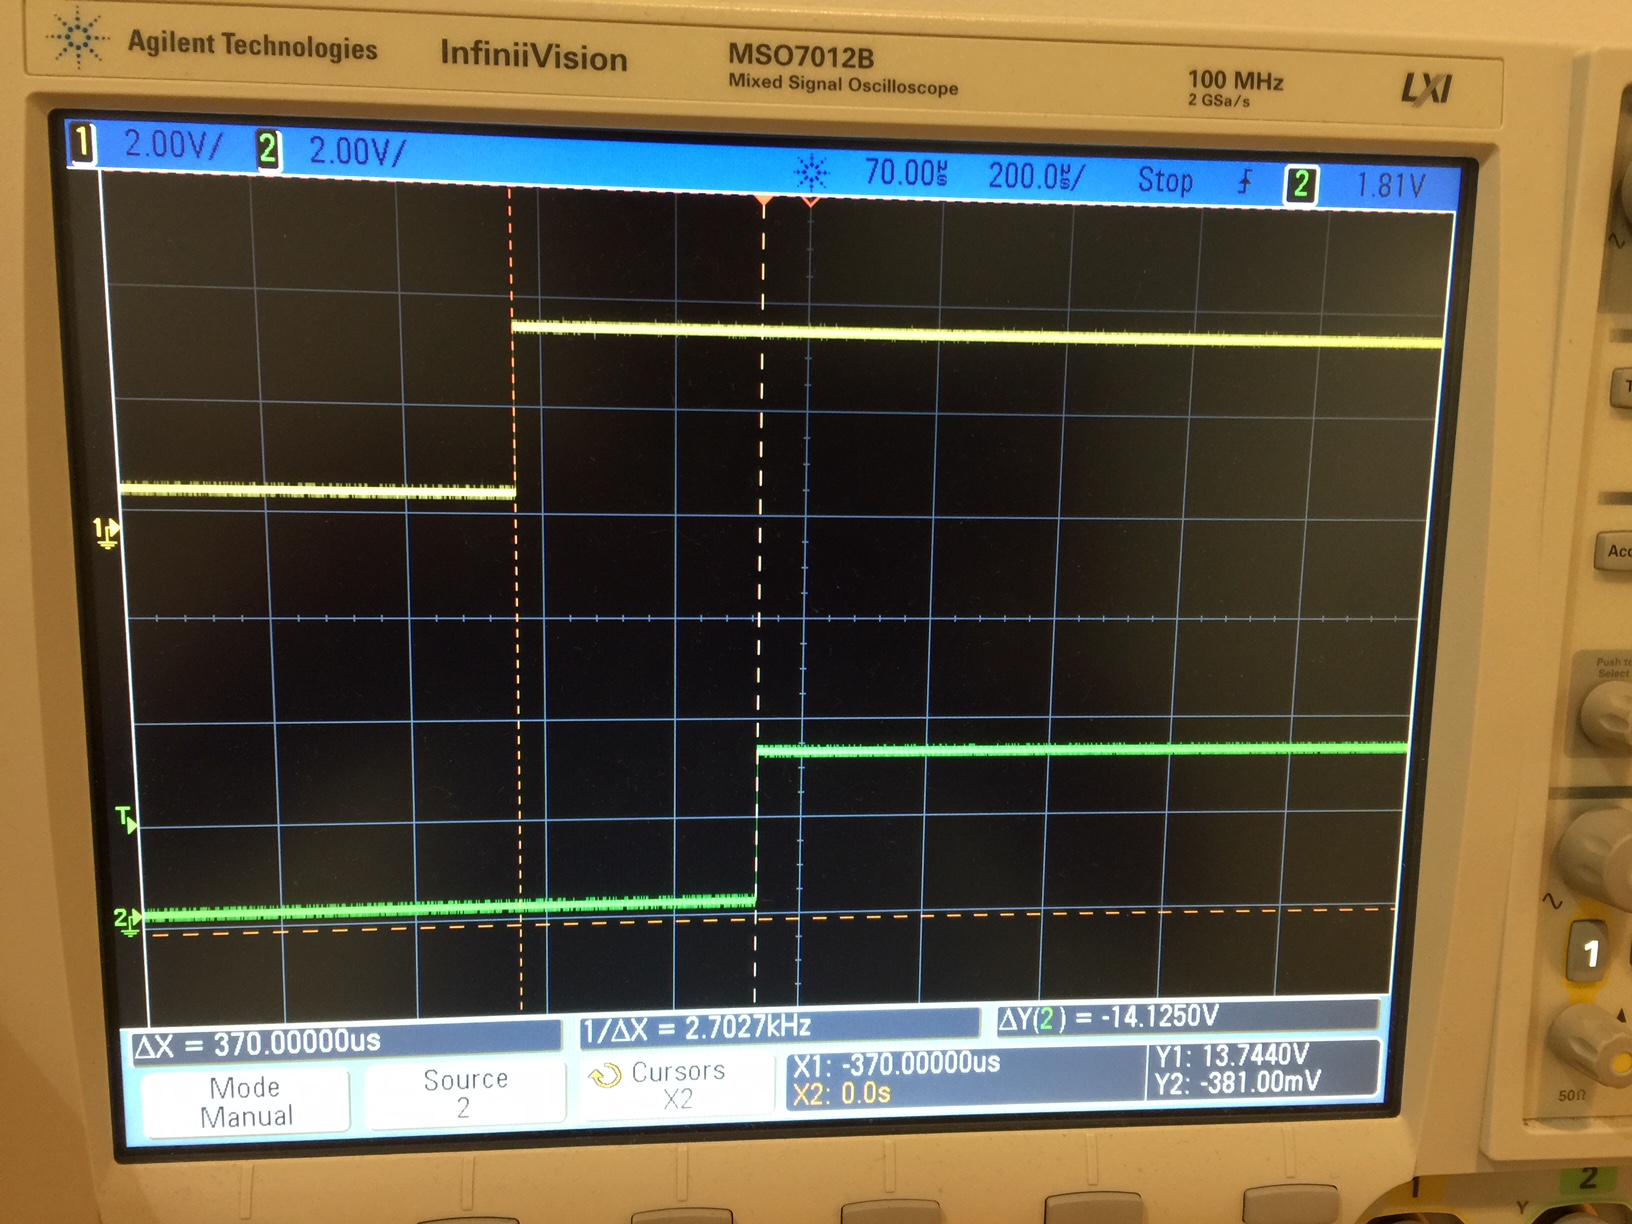 Agilent Technologies InfiniiVision MSO7012B
Mixed Signal Oscilloscope
100 MHz
2 GSa/s
LXI
1 2.00V/ 2 2.00V/ 70.00µs 200.0µs/ Stop 2 1.81V
1
T
2
ΔX = 370.00000us
1/ΔX = 2.7027kHz
ΔY(2) = -14.1250V
Mode
Manual
Source
2
Cursors
X2
X1: -370.00000us
X2: 0.0s
Y1: 13.7440V
Y2: -381.00mV
Push to
Select
1
50Ω
1
2
Y